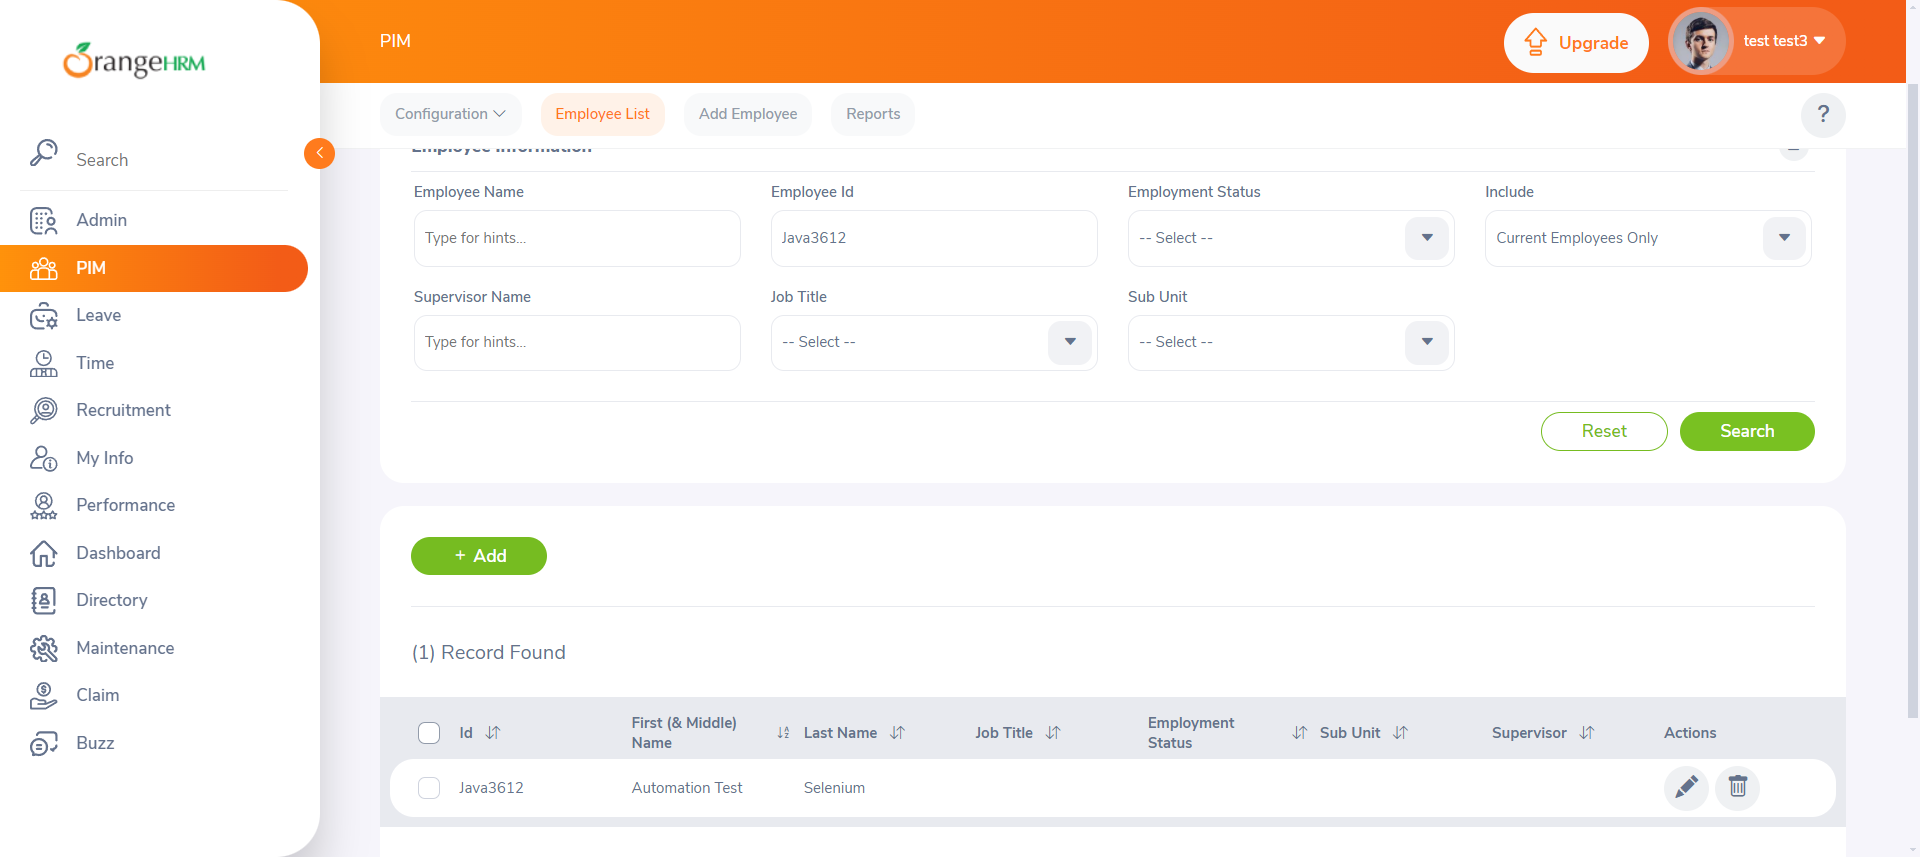 OrangeHRM
PIM
Upgrade
test test3
Configuration
Employee List
Add Employee
Reports
?
Search
Admin
PIM
Leave
Time
Recruitment
My Info
Performance
Dashboard
Directory
Maintenance
Claim
Buzz
Employee Information
Employee Name
Employee Id
Employment Status
Include
Type for hints...
Java3612
-- Select --
Current Employees Only
Supervisor Name
Job Title
Sub Unit
Type for hints...
-- Select --
-- Select --
Reset
Search
+ Add
(1) Record Found
Id
First (& Middle)
Name
Last Name
Job Title
Employment
Status
Sub Unit
Supervisor
Actions
Java3612
Automation Test
Selenium